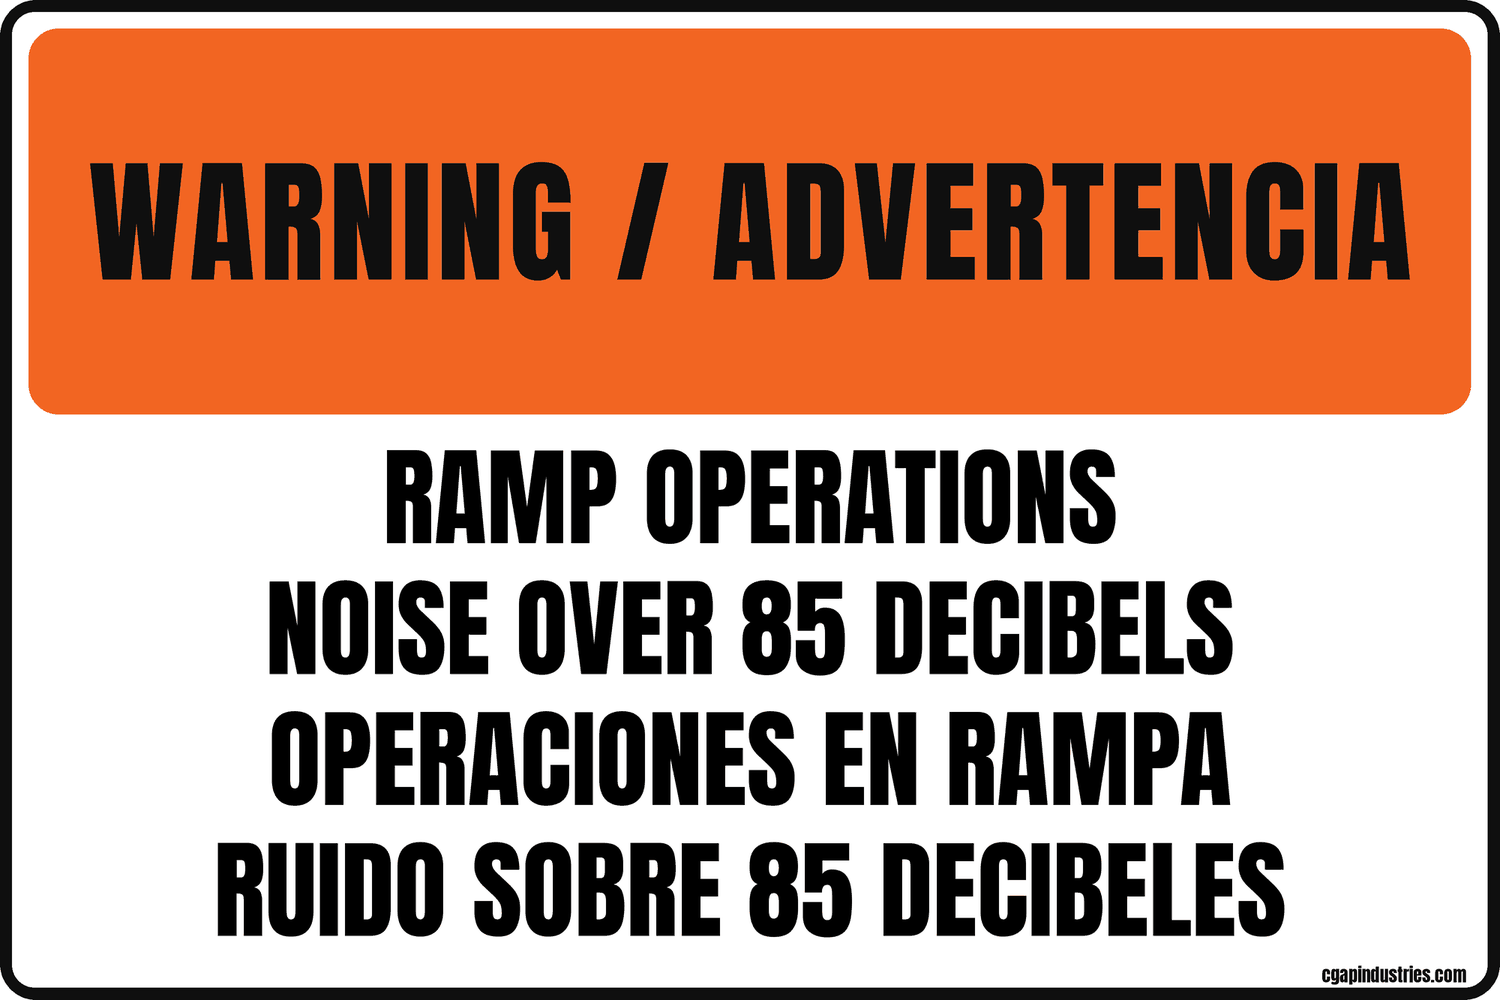 WARNING / ADVERTENCIA
RAMP OPERATIONS
NOISE OVER 85 DECIBELS
OPERACIONES EN RAMPA
RUIDO SOBRE 85 DECIBELES
cgapindustries.com